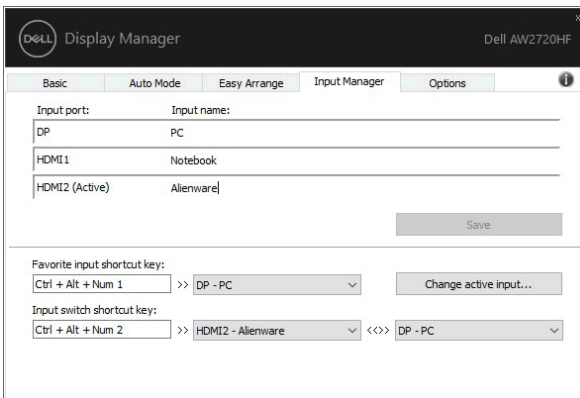 DELL Display Manager Dell AW2720HF
Basic Auto Mode Easy Arrange Input Manager Options
Input port: Input name:
DP PC
HDMI1 Notebook
HDMI2 (Active) Alienware
Save
Favorite input shortcut key:
Ctrl + Alt + Num 1 >> DP - PC Change active input...
Input switch shortcut key:
Ctrl + Alt + Num 2 >> HDMI2 - Alienware <<>> DP - PC